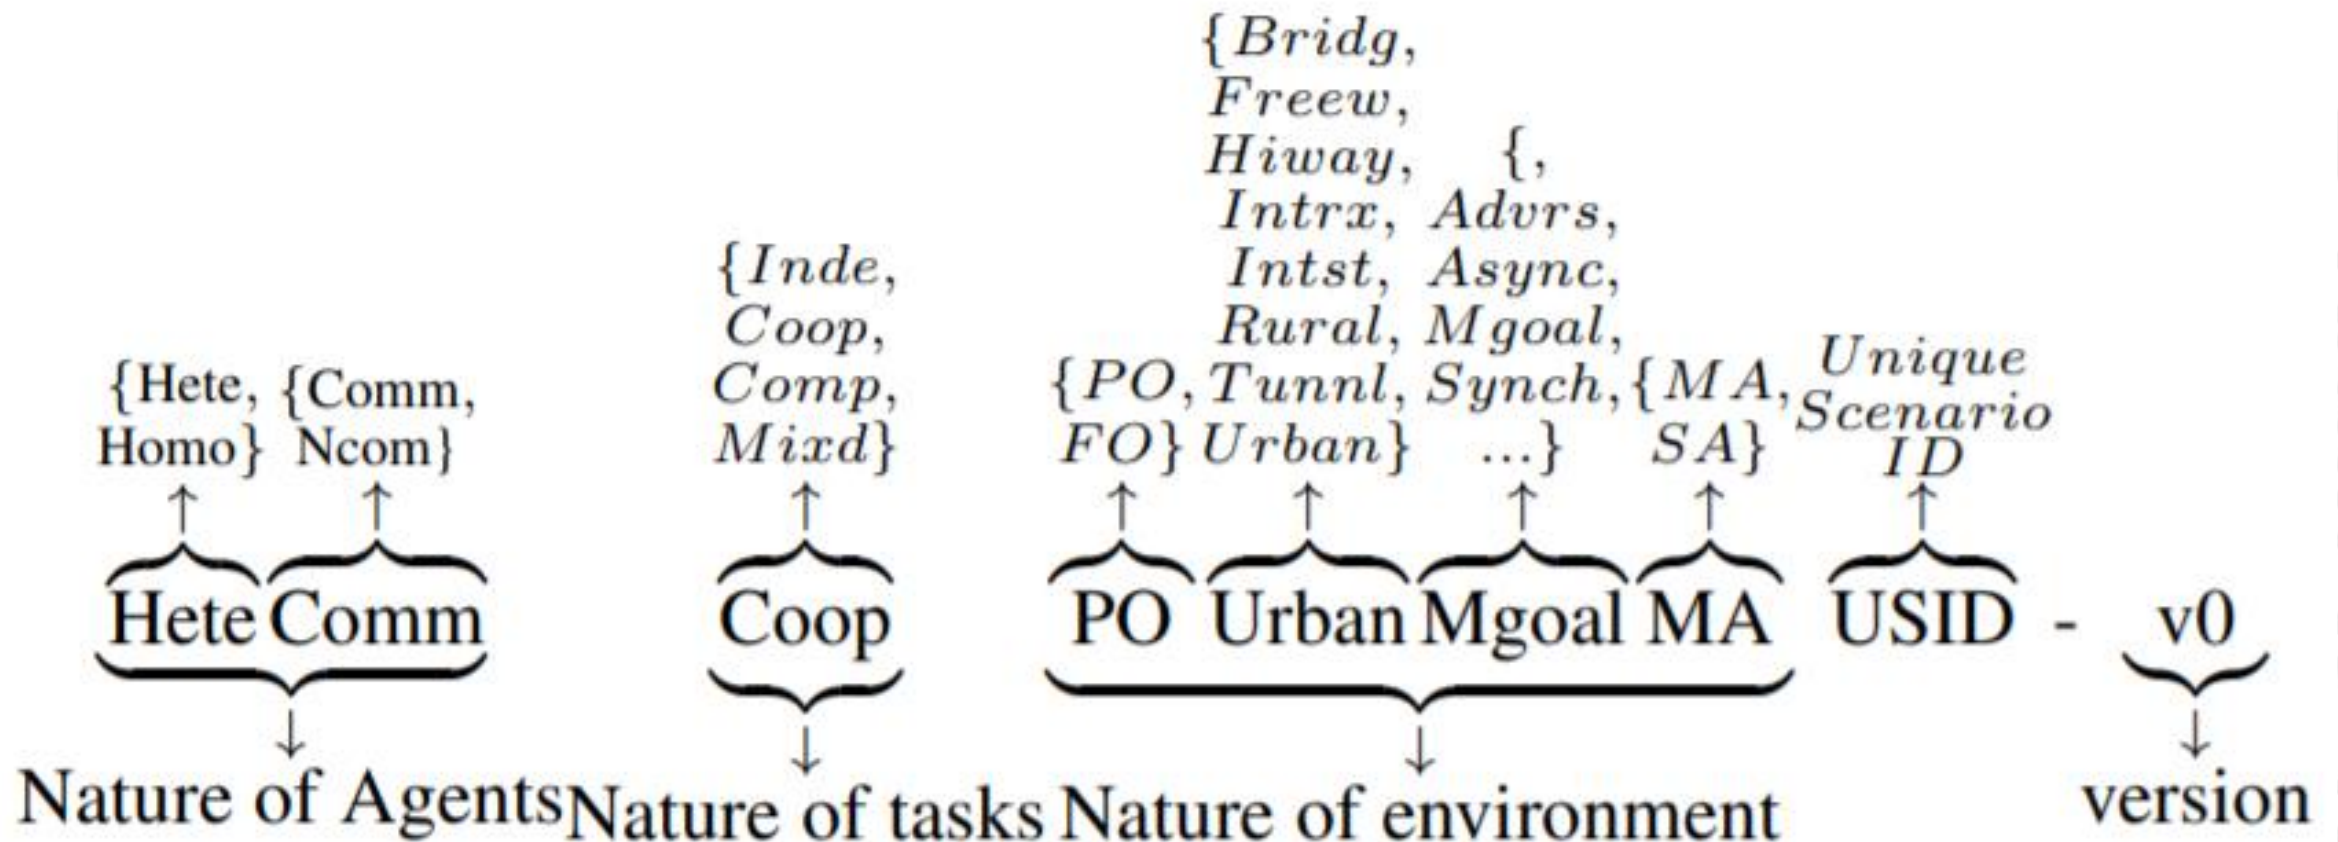 {Hete,
Homo}
{Comm,
Ncom}
{Inde,
Coop,
Comp,
Mixd}
{PO,
FO}
{Bridg,
Freew,
Hiway,
Intrx,
Intst,
Rural,
Tunnl,
Urban}
{,
Advrs,
Async,
Mgoal,
Synch,
...}
{MA,
SA}
Unique
Scenario
ID
Hete Comm Coop PO Urban Mgoal MA USID - v0
Nature of Agents Nature of tasks Nature of environment version